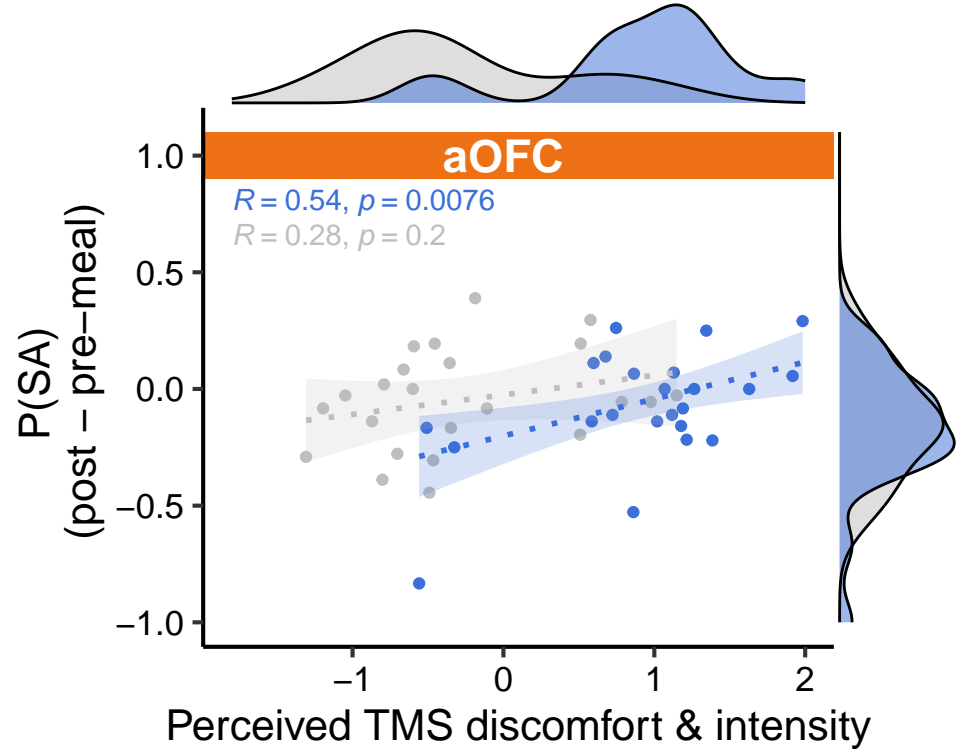 aOFC
R = 0.54, p = 0.0076
R = 0.28, p = 0.2
1.0
0.5
0.0
−0.5
−1.0
P(SA)
(post − pre−meal)
−1 0 1 2
Perceived TMS discomfort & intensity